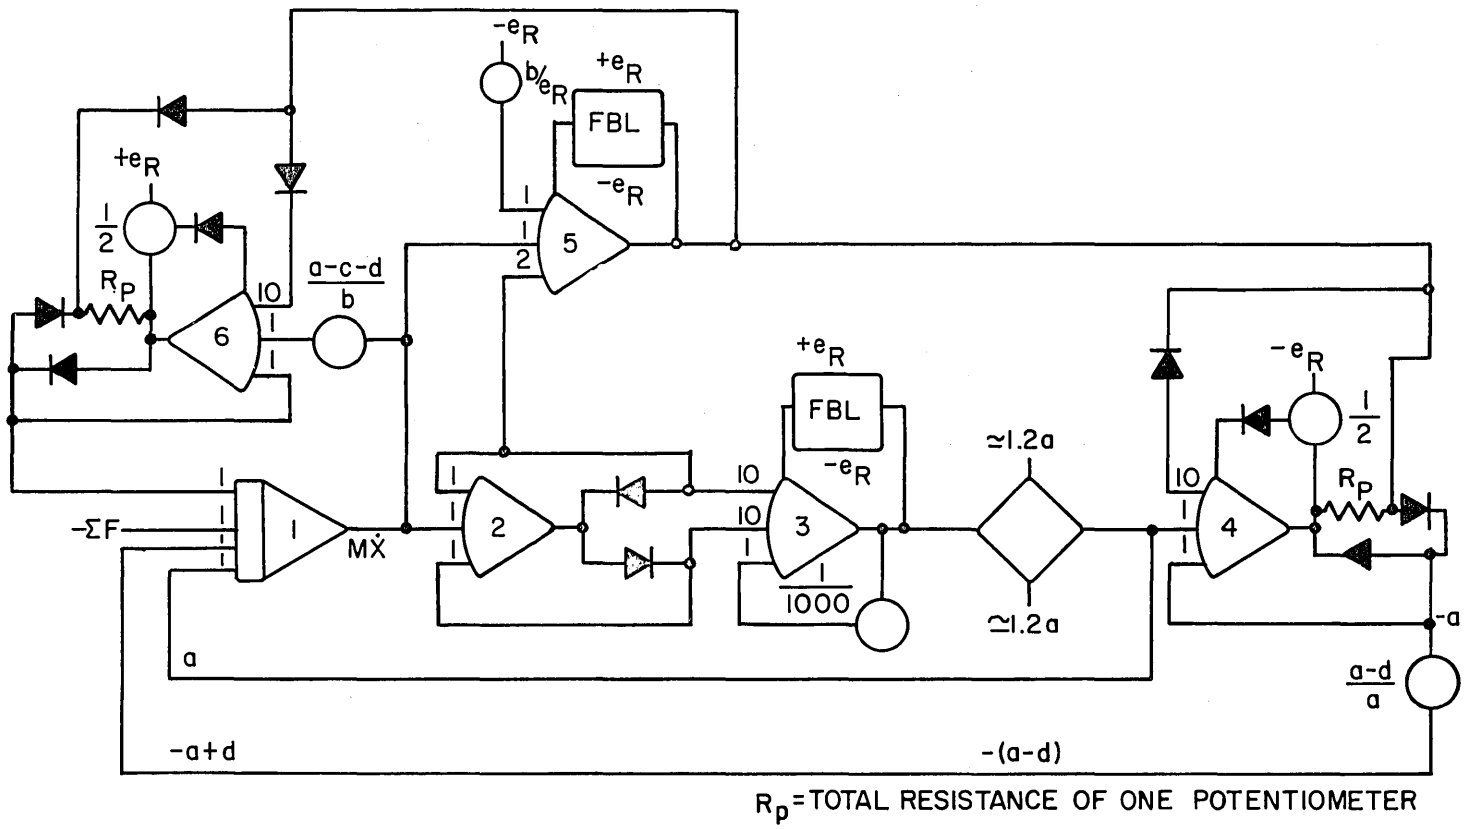 -eR
b/eR
+eR
FBL
-eR
+eR
1/2
RP
10
1
1
6
a-c-d
b
1
1
2
5
+eR
FBL
-eR
≃1.2a
≃1.2a
-eR
1/2
RP
10
1
1
4
1
1
1
1
-ΣF
1
MẊ
1
1
1
2
10
10
1
3
1
1000
a
-a
a-d
a
-a+d
-(a-d)
Rp=TOTAL RESISTANCE OF ONE POTENTIOMETER